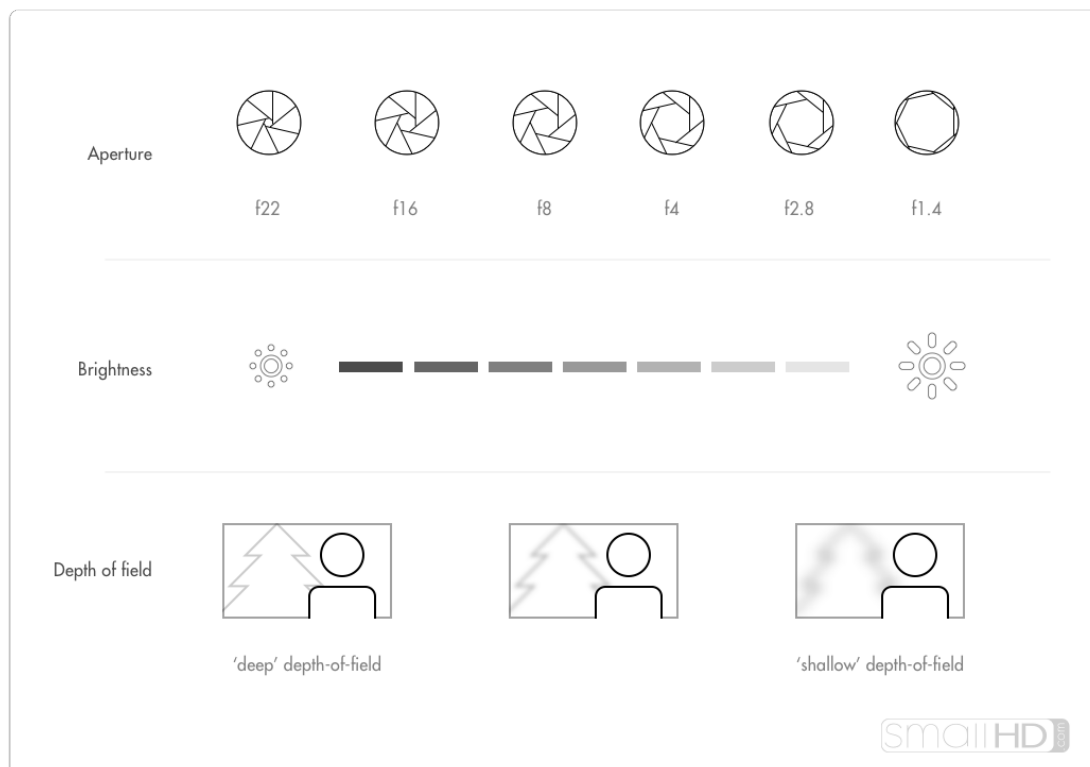 Aperture
f22 f16 f8 f4 f2.8 f1.4
Brightness
Depth of field
‘deep’ depth-of-field ‘shallow’ depth-of-field
smallHD.com